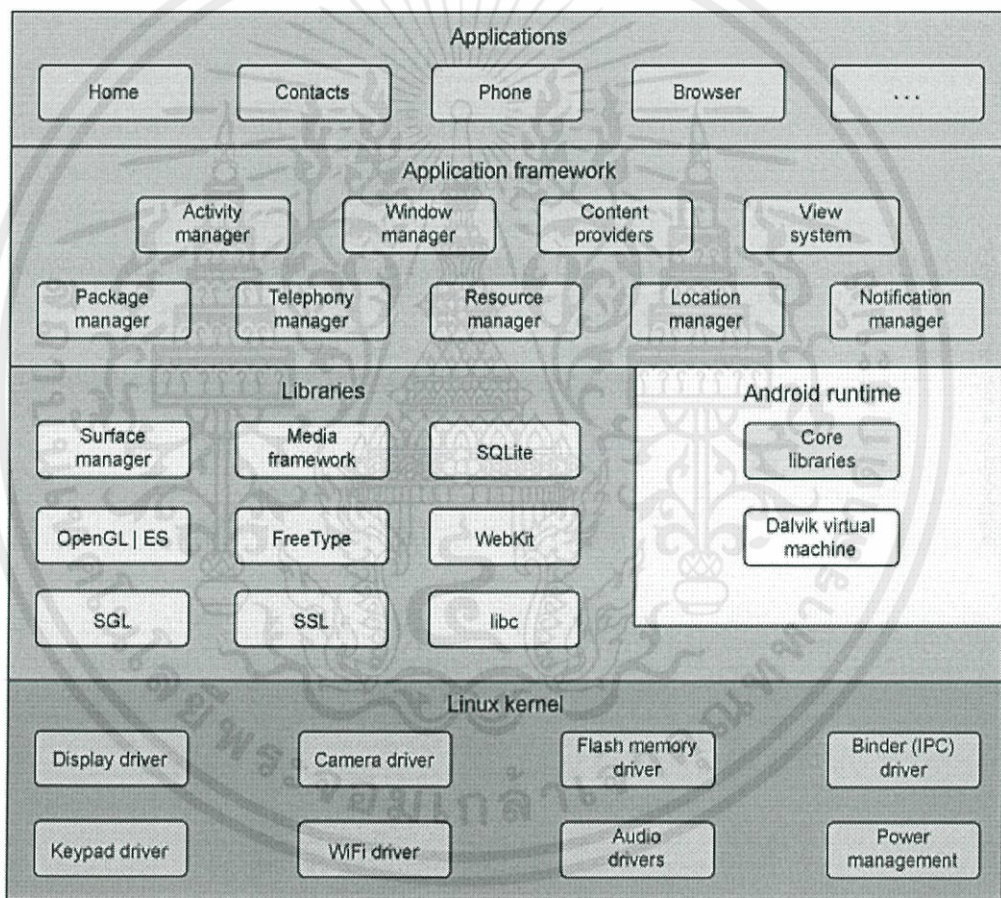 Applications
Home
Contacts
Phone
Browser
. . .
Application framework
Activity
manager
Window
manager
Content
providers
View
system
Package
manager
Telephony
manager
Resource
manager
Location
manager
Notification
manager
Libraries
Android runtime
Surface
manager
Media
framework
SQLite
Core
libraries
OpenGL | ES
FreeType
WebKit
Dalvik virtual
machine
SGL
SSL
libc
Linux kernel
Display driver
Camera driver
Flash memory
driver
Binder (IPC)
driver
Keypad driver
WiFi driver
Audio
drivers
Power
management